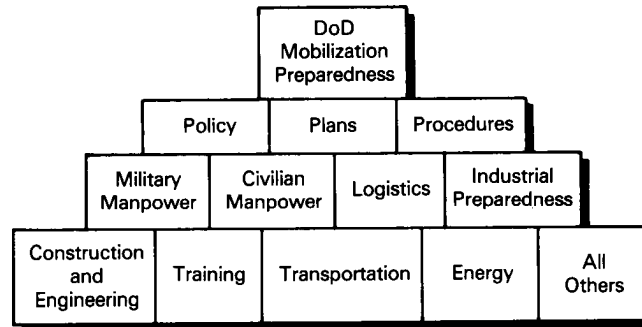 DoD
Mobilization
Preparedness
Policy
Plans
Procedures
Military
Manpower
Civilian
Manpower
Logistics
Industrial
Preparedness
Construction
and
Engineering
Training
Transportation
Energy
All
Others